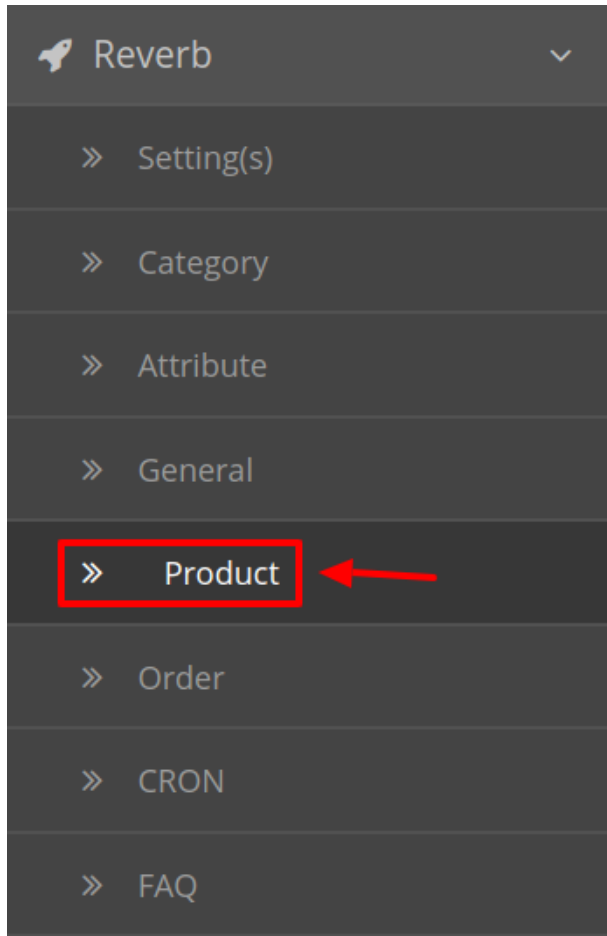 Reverb
Setting(s)
Category
Attribute
General
Product
Order
CRON
FAQ